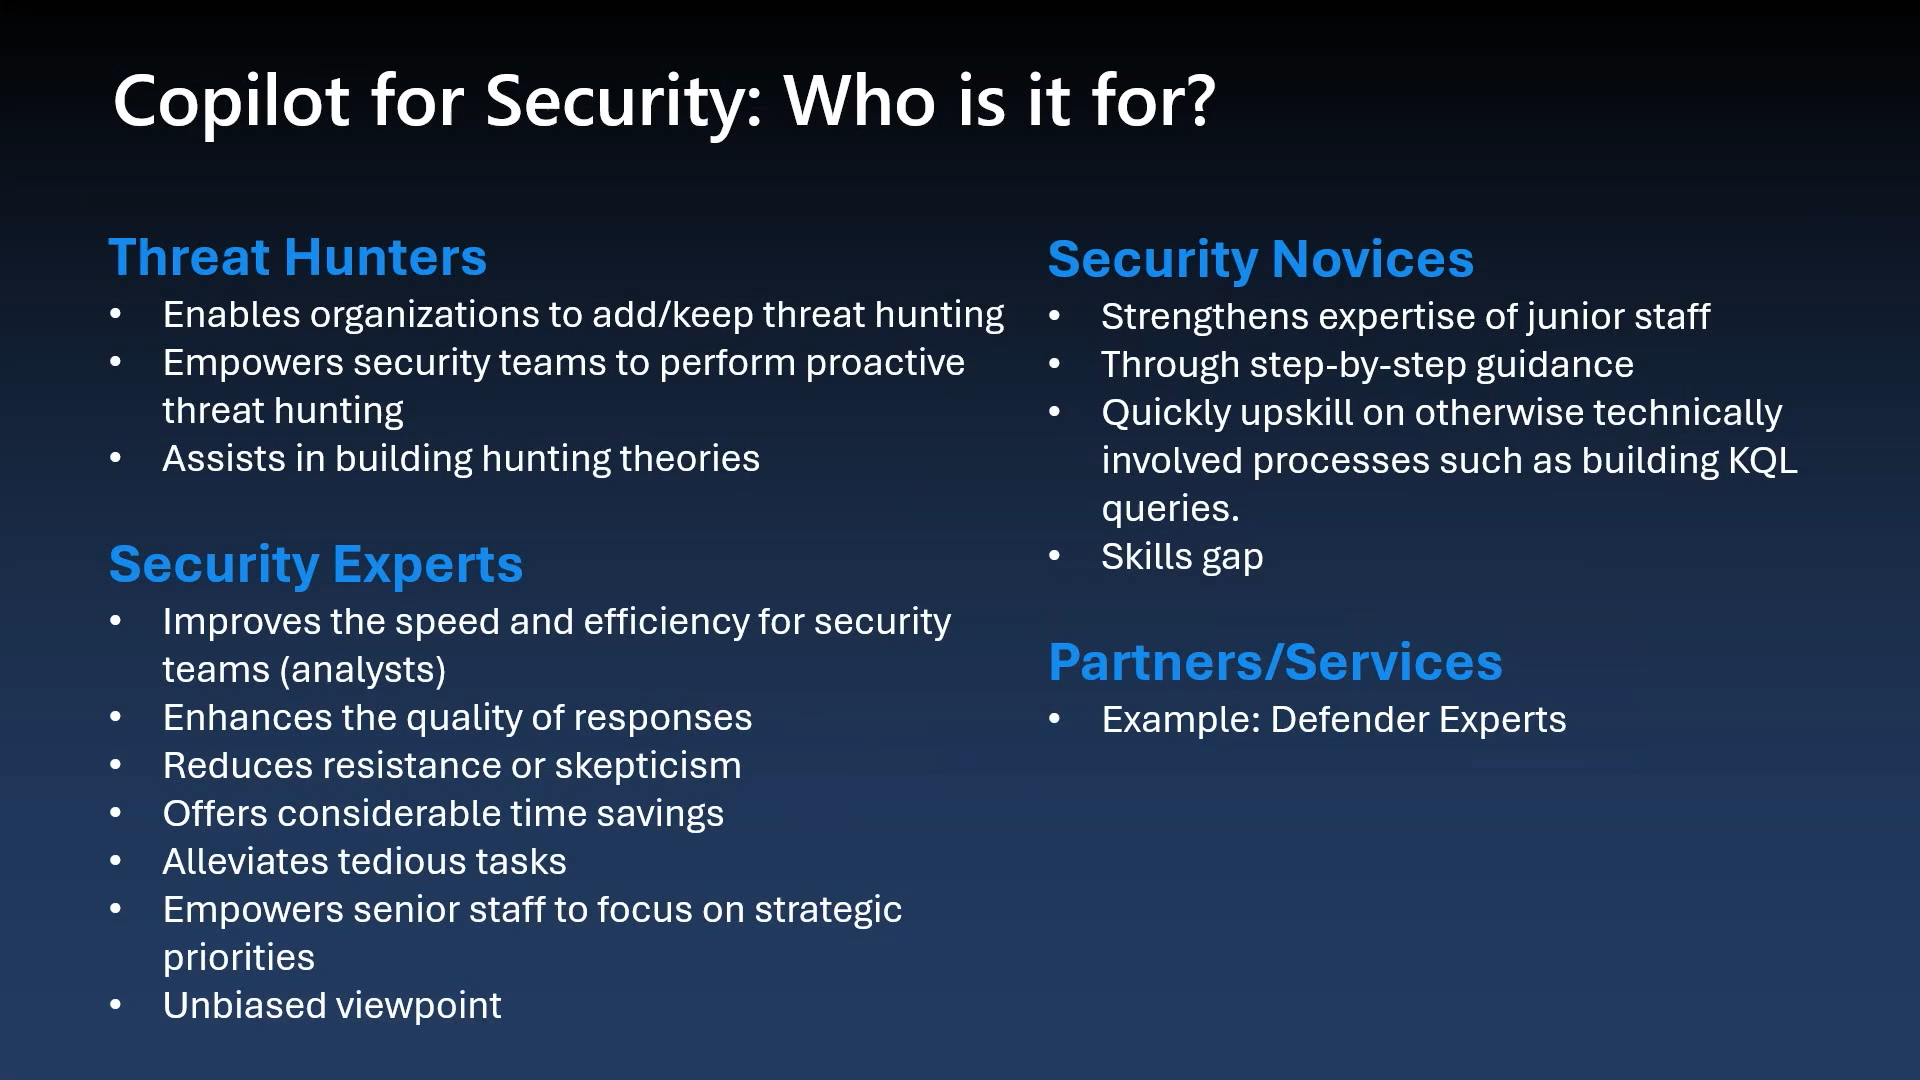 Copilot for Security: Who is it for?
Threat Hunters
• Enables organizations to add/keep threat hunting
• Empowers security teams to perform proactive
threat hunting
• Assists in building hunting theories
Security Experts
• Improves the speed and efficiency for security
teams (analysts)
• Enhances the quality of responses
• Reduces resistance or skepticism
• Offers considerable time savings
• Alleviates tedious tasks
• Empowers senior staff to focus on strategic
priorities
• Unbiased viewpoint
Security Novices
• Strengthens expertise of junior staff
• Through step-by-step guidance
• Quickly upskill on otherwise technically
involved processes such as building KQL
queries.
• Skills gap
Partners/Services
• Example: Defender Experts